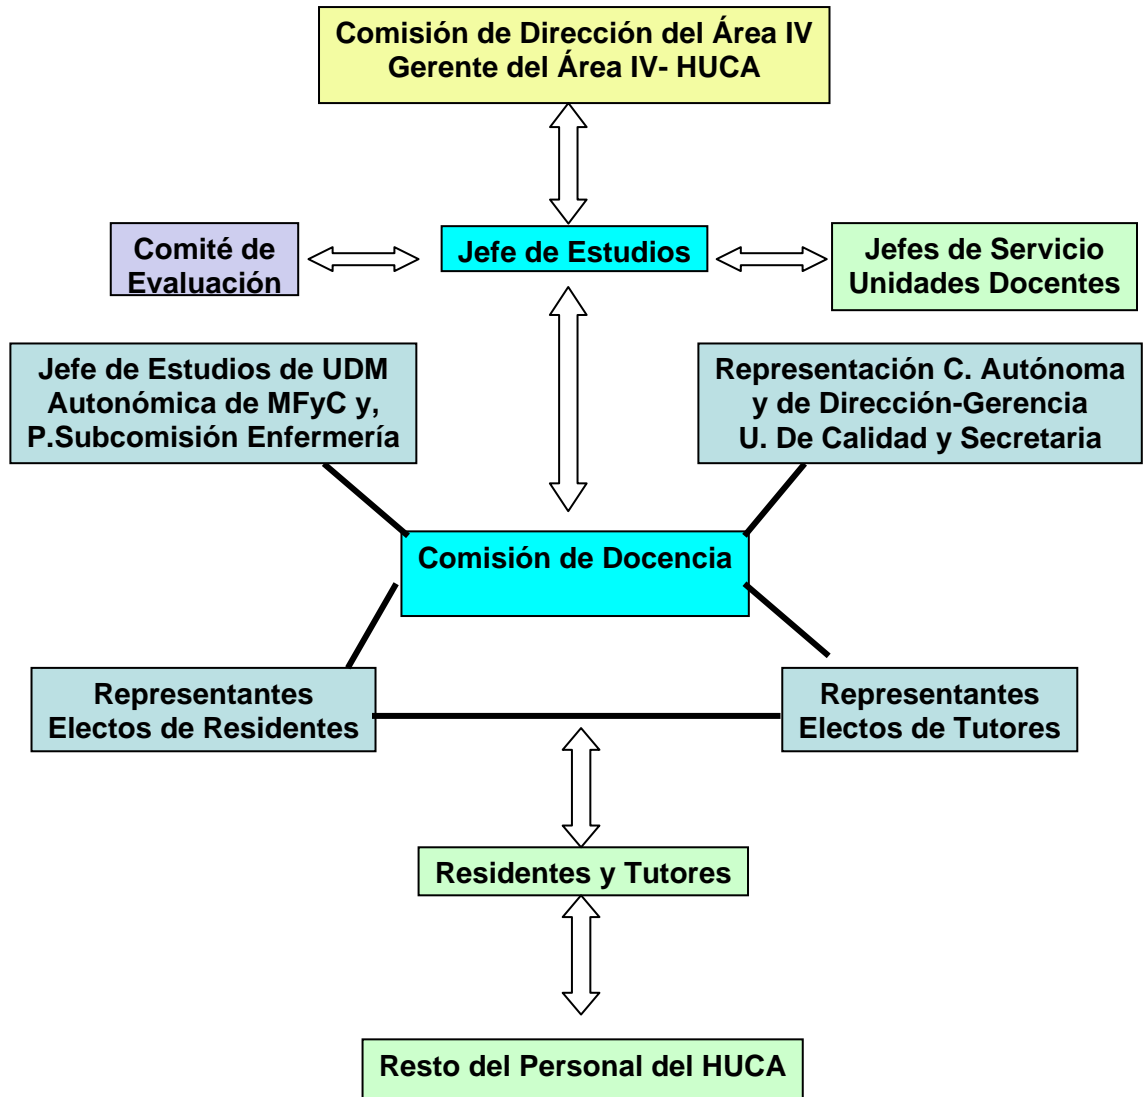 Comisión de Dirección del Área IV
Gerente del Área IV- HUCA
Comité de
Evaluación
Jefe de Estudios
Jefes de Servicio
Unidades Docentes
Jefe de Estudios de UDM
Autonómica de MFyC y,
P.Subcomisión Enfermería
Representación C. Autónoma
y de Dirección-Gerencia
U. De Calidad y Secretaria
Comisión de Docencia
Representantes
Electos de Residentes
Representantes
Electos de Tutores
Residentes y Tutores
Resto del Personal del HUCA